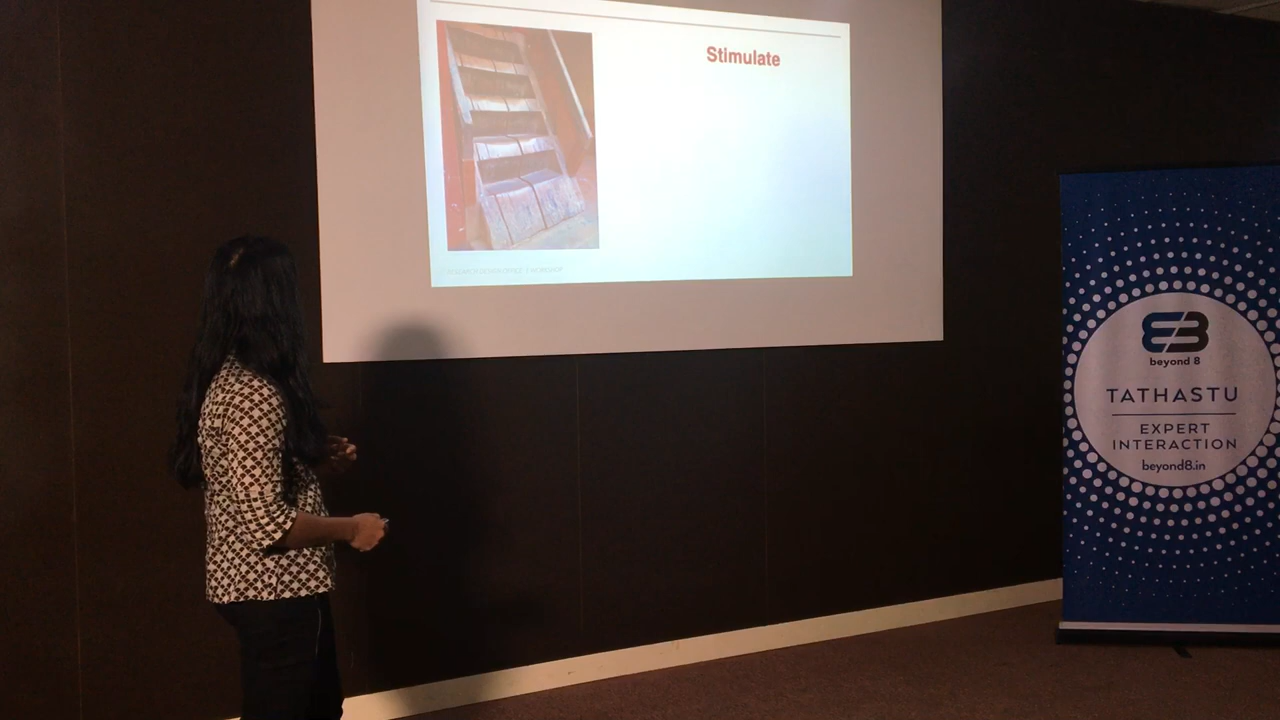 Stimulate
beyond 8
TATHASTU
EXPERT
INTERACTION
beyond8.in